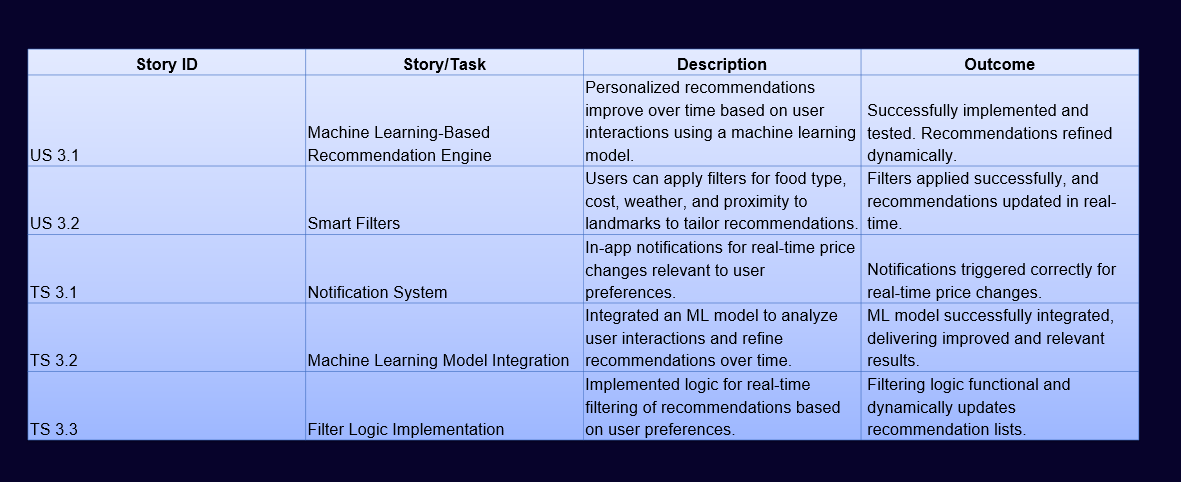 Story ID Story/Task Description Outcome
US 3.1
Machine Learning-Based
Recommendation Engine
Personalized recommendations
improve over time based on user
interactions using a machine learning
model.
Successfully implemented and
tested. Recommendations refined
dynamically.
US 3.2
Smart Filters
Users can apply filters for food type,
cost, weather, and proximity to
landmarks to tailor recommendations.
Filters applied successfully, and
recommendations updated in real-
time.
TS 3.1
Notification System
In-app notifications for real-time price
changes relevant to user
preferences.
Notifications triggered correctly for
real-time price changes.
TS 3.2
Machine Learning Model Integration
Integrated an ML model to analyze
user interactions and refine
recommendations over time.
ML model successfully integrated,
delivering improved and relevant
results.
TS 3.3
Filter Logic Implementation
Implemented logic for real-time
filtering of recommendations based
on user preferences.
Filtering logic functional and
dynamically updates
recommendation lists.